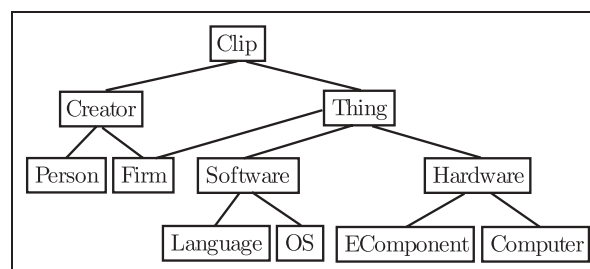 Clip
Creator
Thing
Person
Firm
Software
Hardware
Language
OS
EComponent
Computer